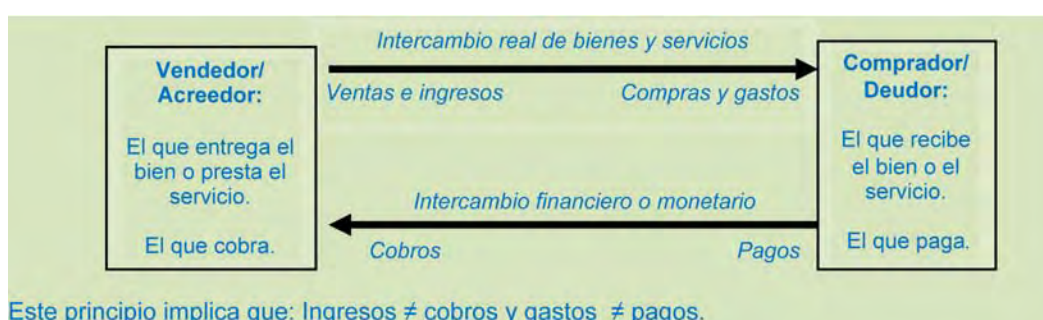 Intercambio real de bienes y servicios
Vendedor/
Acreedor:
Ventas e ingresos
Compras y gastos
Comprador/
Deudor:
El que entrega el
bien o presta el
servicio.
El que recibe
el bien o el
servicio.
Intercambio financiero o monetario
El que cobra.
Cobros
Pagos
El que paga.
Este principio implica que: Ingresos ≠ cobros y gastos ≠ pagos.